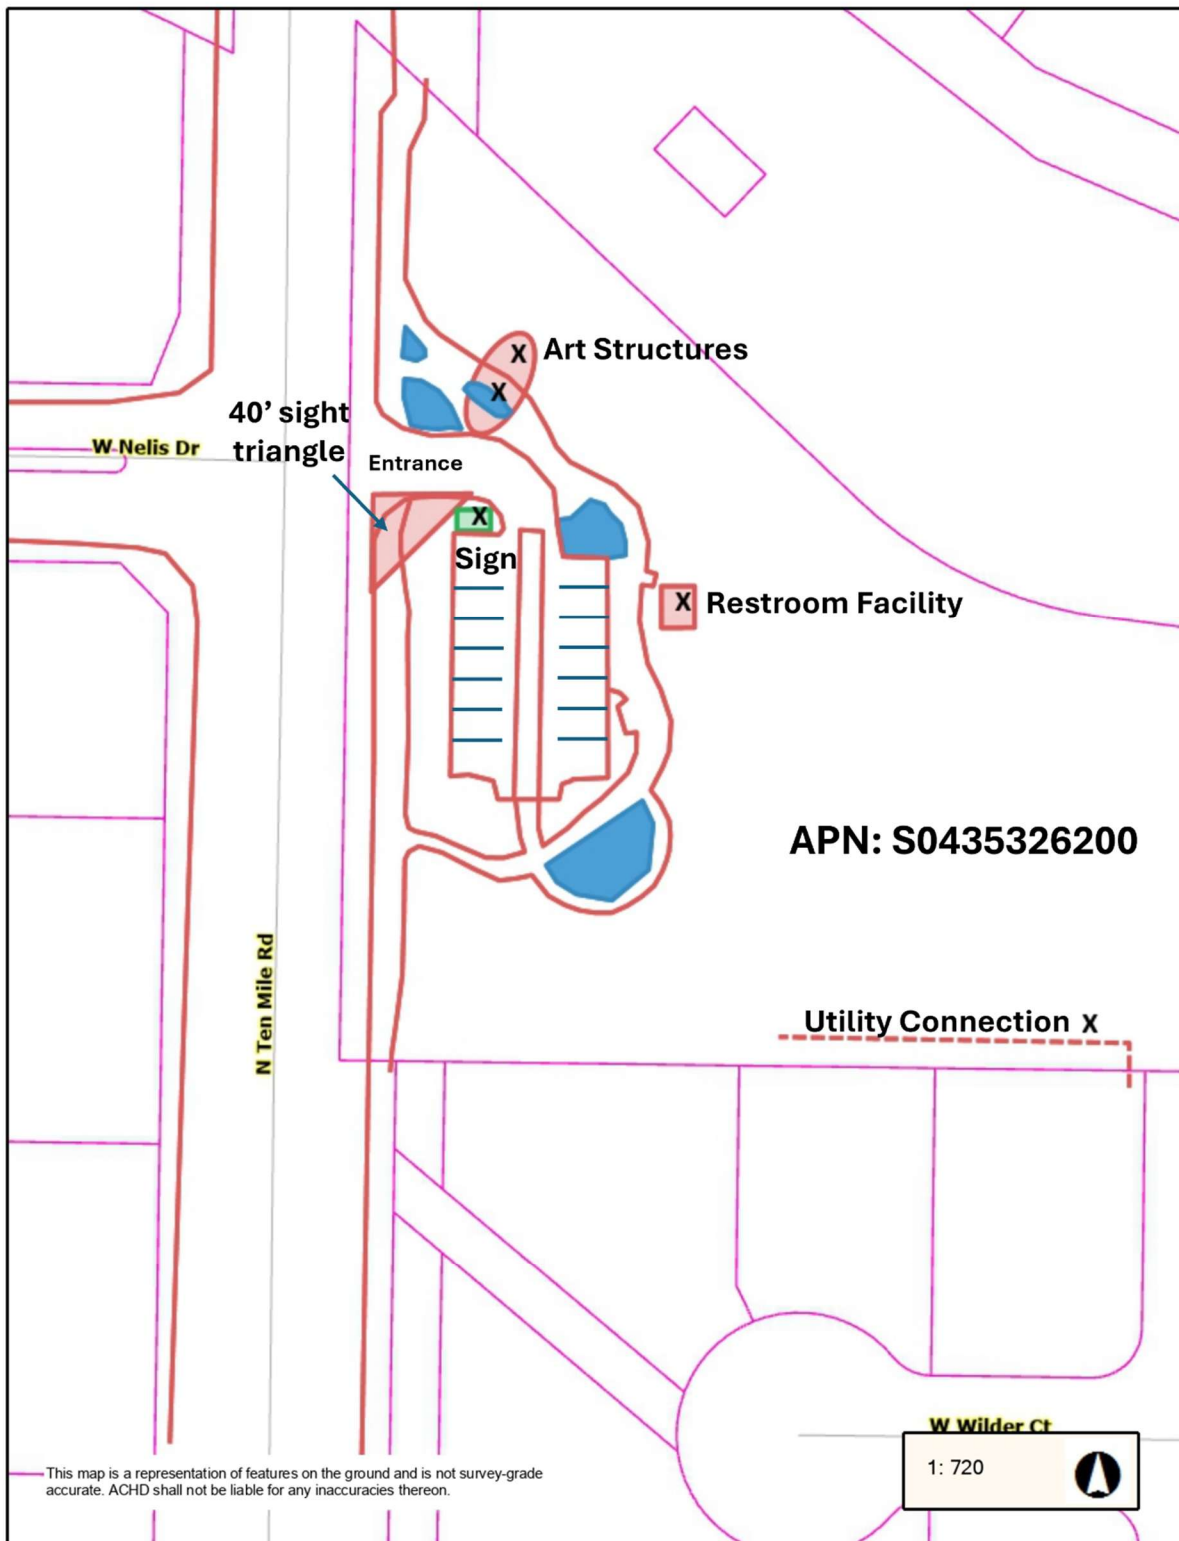 X Art Structures
X
40’ sight
triangle
W Nelis Dr
Entrance
X
Sign
X Restroom Facility
APN: S0435326200
N Ten Mile Rd
Utility Connection X
W Wilder Ct
1: 720
This map is a representation of features on the ground and is not survey-grade
accurate. ACHD shall not be liable for any inaccuracies thereon.